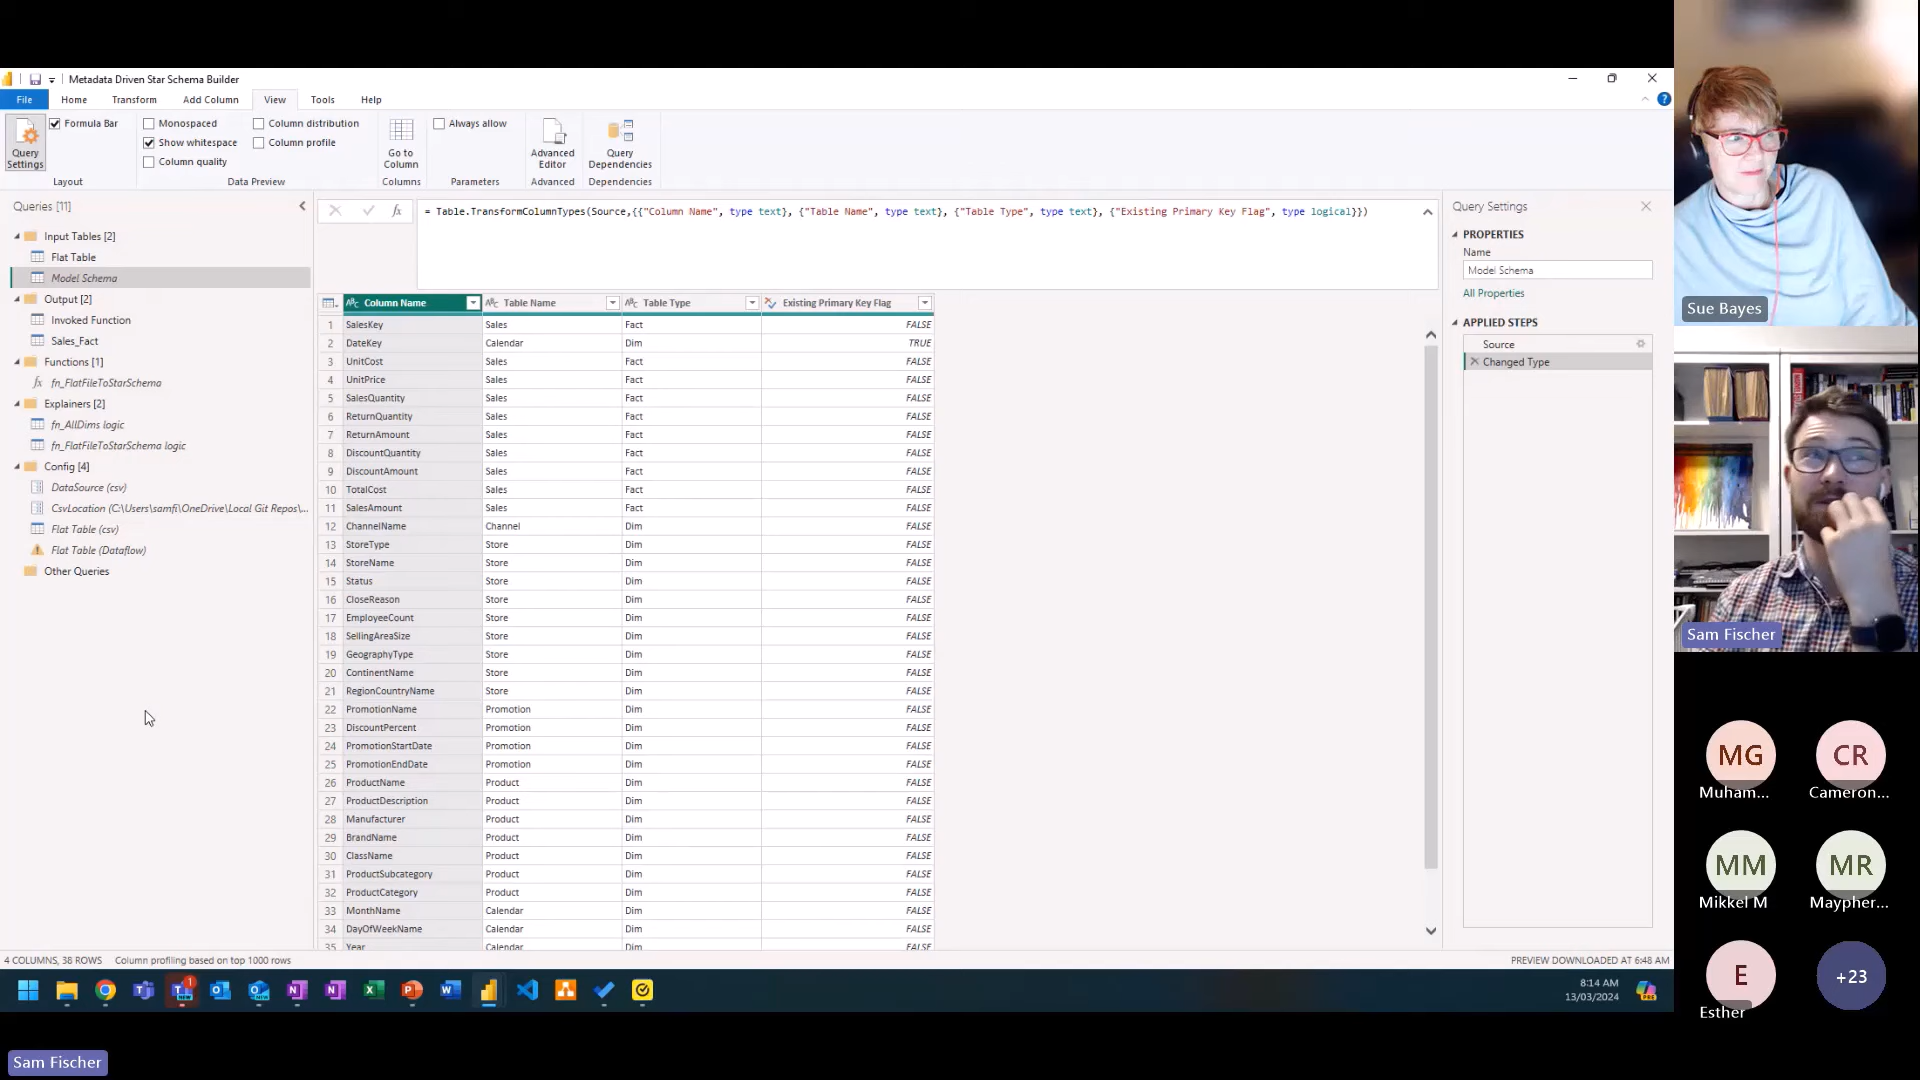 Metadata Driven Star Schema Builder
File Home Transform Add Column View Tools Help
Query Settings
Formula Bar
Layout
Monospaced
Show whitespace
Column quality
Column distribution
Column profile
Data Preview
Go to Column
Columns
Always allow
Parameters
Advanced Editor
Advanced
Query Dependencies
Dependencies
Queries [11]
Input Tables [2]
Flat Table
Model Schema
Output [2]
Invoked Function
Sales_Fact
Functions [1]
fx fn_FlatFileToStarSchema
Explainers [2]
fn_AllDims logic
fn_FlatFileToStarSchema logic
Config [4]
DataSource (csv)
CsvLocation (C:\Users\samfi\OneDrive\Local Git Repos\...
Flat Table (csv)
Flat Table (Dataflow)
Other Queries
fx = Table.TransformColumnTypes(Source,{{"Column Name", type text}, {"Table Name", type text}, {"Table Type", type text}, {"Existing Primary Key Flag", type logical}})
Column Name Table Name Table Type Existing Primary Key Flag
1 SalesKey Sales Fact FALSE
2 DateKey Calendar Dim TRUE
3 UnitCost Sales Fact FALSE
4 UnitPrice Sales Fact FALSE
5 SalesQuantity Sales Fact FALSE
6 ReturnQuantity Sales Fact FALSE
7 ReturnAmount Sales Fact FALSE
8 DiscountQuantity Sales Fact FALSE
9 DiscountAmount Sales Fact FALSE
10 TotalCost Sales Fact FALSE
11 SalesAmount Sales Fact FALSE
12 ChannelName Channel Dim FALSE
13 StoreType Store Dim FALSE
14 StoreName Store Dim FALSE
15 Status Store Dim FALSE
16 CloseReason Store Dim FALSE
17 EmployeeCount Store Dim FALSE
18 SellingAreaSize Store Dim FALSE
19 GeographyType Store Dim FALSE
20 ContinentName Store Dim FALSE
21 RegionCountryName Store Dim FALSE
22 PromotionName Promotion Dim FALSE
23 DiscountPercent Promotion Dim FALSE
24 PromotionStartDate Promotion Dim FALSE
25 PromotionEndDate Promotion Dim FALSE
26 ProductName Product Dim FALSE
27 ProductDescription Product Dim FALSE
28 Manufacturer Product Dim FALSE
29 BrandName Product Dim FALSE
30 ClassName Product Dim FALSE
31 ProductSubcategory Product Dim FALSE
32 ProductCategory Product Dim FALSE
33 MonthName Calendar Dim FALSE
34 DayOfWeekName Calendar Dim FALSE
35 Year Calendar Dim FALSE
Query Settings
PROPERTIES
Name
Model Schema
All Properties
APPLIED STEPS
Source
Changed Type
4 COLUMNS, 38 ROWS Column profiling based on top 1000 rows
PREVIEW DOWNLOADED AT 6:48 AM
8:14 AM
13/03/2024
Sue Bayes
Sam Fischer
MG
Muham...
CR
Cameron...
MM
Mikkel M
MR
Maypher...
E
Esther
+23
Sam Fischer